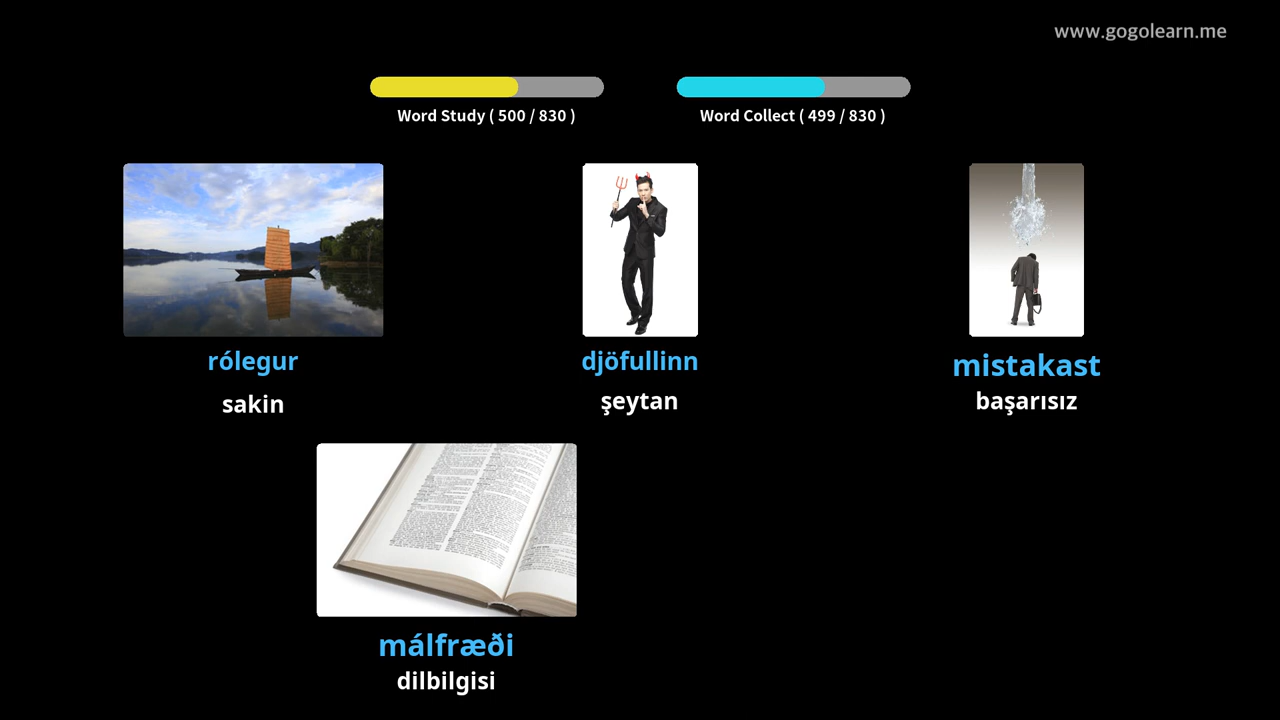 www.gogolearn.me
Word Study ( 500 / 830 )
Word Collect ( 499 / 830 )
rólegur
sakin
djöfullinn
şeytan
mistakast
başarısız
málfræði
dilbilgisi